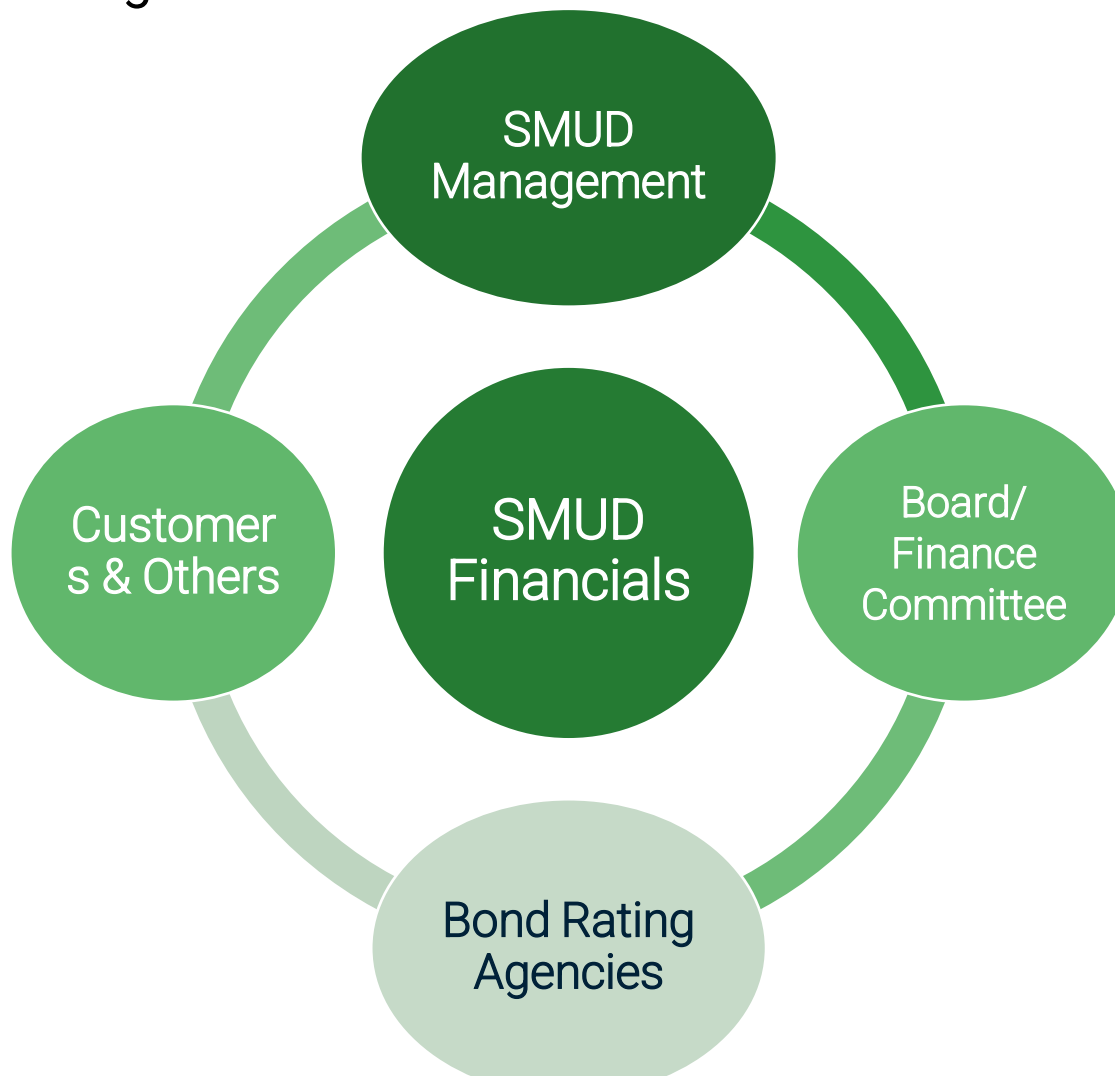 SMUD
Management
Customer
s & Others
SMUD
Financials
Board/
Finance
Committee
Bond Rating
Agencies